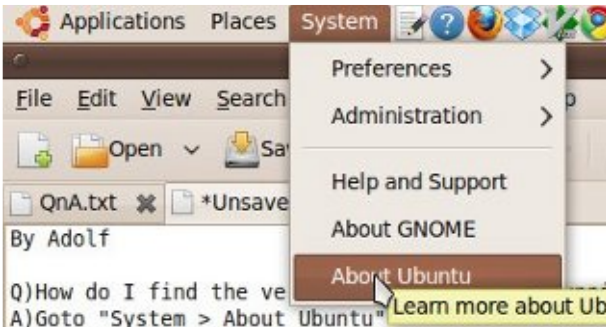 Applications Places System
Preferences
File Edit View Search
Administration
Open
Help and Support
QnA.txt *Unsave
About GNOME
By Adolf
About Ubuntu
Q)How do I find the ve
Learn more about Ub
A)Goto "System > About Ubuntu"